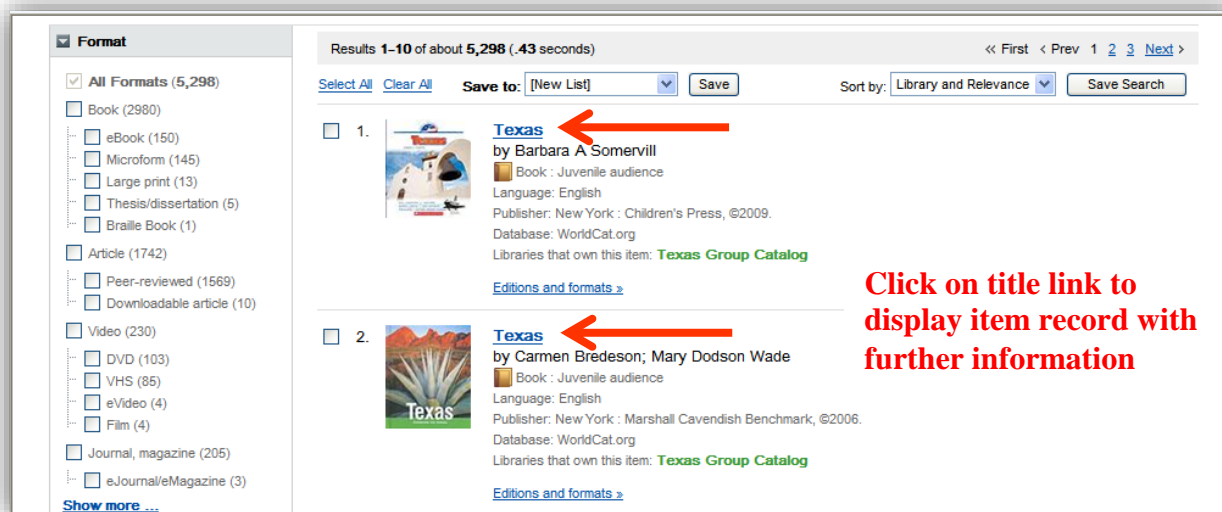 Format
All Formats (5,298)
Book (2980)
eBook (150)
Microform (145)
Large print (13)
Thesis/dissertation (5)
Braille Book (1)
Article (1742)
Peer-reviewed (1569)
Downloadable article (10)
Video (230)
DVD (103)
VHS (85)
eVideo (4)
Film (4)
Journal, magazine (205)
eJournal/eMagazine (3)
Show more ...
Results 1–10 of about 5,298 (.43 seconds) « First < Prev 1 2 3 Next >
Select All Clear All Save to: [New List] Save Sort by: Library and Relevance Save Search
1. Texas
by Barbara A Somervill
Book : Juvenile audience
Language: English
Publisher: New York : Children's Press, ©2009.
Database: WorldCat.org
Libraries that own this item: Texas Group Catalog
Editions and formats »
Texas
2. Texas
by Carmen Bredeson; Mary Dodson Wade
Book : Juvenile audience
Language: English
Publisher: New York : Marshall Cavendish Benchmark, ©2006.
Database: WorldCat.org
Libraries that own this item: Texas Group Catalog
Editions and formats »
Texas
Click on title link to
display item record with
further information